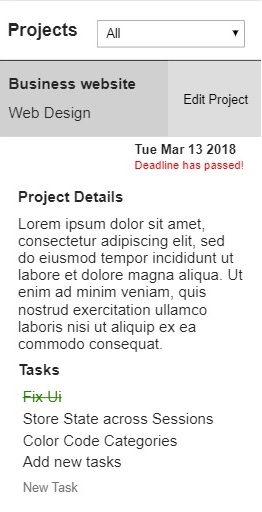 Projects
All
Business website
Web Design
Edit Project
Tue Mar 13 2018
Deadline has passed!
Project Details
Lorem ipsum dolor sit amet,
consectetur adipiscing elit, sed
do eiusmod tempor incididunt ut
labore et dolore magna aliqua. Ut
enim ad minim veniam, quis
nostrud exercitation ullamco
laboris nisi ut aliquip ex ea
commodo consequat.
Tasks
Fix Ui
Store State across Sessions
Color Code Categories
Add new tasks
New Task